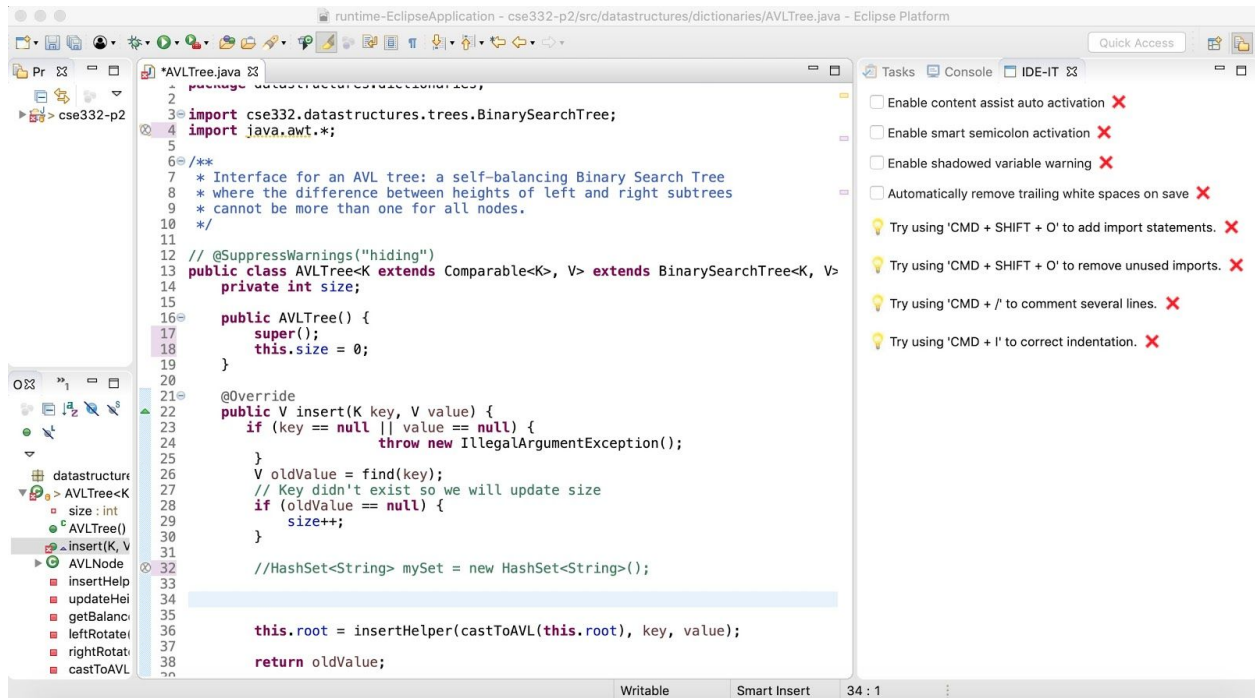 runtime-EclipseApplication - cse332-p2/src/datastructures/dictionaries/AVLTree.java - Eclipse Platform
Quick Access
Pr
> cse332-p2
*AVLTree.java
1 package datastructures.dictionaries;
2
3 import cse332.datastructures.trees.BinarySearchTree;
4 import java.awt.*;
5
6 /**
7 * Interface for an AVL tree: a self-balancing Binary Search Tree
8 * where the difference between heights of left and right subtrees
9 * cannot be more than one for all nodes.
10 */
11
12 // @SuppressWarnings("hiding")
13 public class AVLTree<K extends Comparable<K>, V> extends BinarySearchTree<K, V>
14 private int size;
15
16 public AVLTree() {
17 super();
18 this.size = 0;
19 }
20
21 @Override
22 public V insert(K key, V value) {
23 if (key == null || value == null) {
24 throw new IllegalArgumentException();
25 }
26 V oldValue = find(key);
27 // Key didn't exist so we will update size
28 if (oldValue == null) {
29 size++;
30 }
31
32 //HashSet<String> mySet = new HashSet<String>();
33
34
35
36 this.root = insertHelper(castToAVL(this.root), key, value);
37
38 return oldValue;
39
Tasks
Console
IDE-IT
Enable content assist auto activation
Enable smart semicolon activation
Enable shadowed variable warning
Automatically remove trailing white spaces on save
Try using 'CMD + SHIFT + O' to add import statements.
Try using 'CMD + SHIFT + O' to remove unused imports.
Try using 'CMD + /' to comment several lines.
Try using 'CMD + I' to correct indentation.
O
»1
datastructure
> AVLTree<K
size : int
AVLTree()
insert(K, V
AVLNode
insertHelp
updateHei
getBalanc
leftRotate(
rightRotat
castToAVL
Writable
Smart Insert
34 : 1